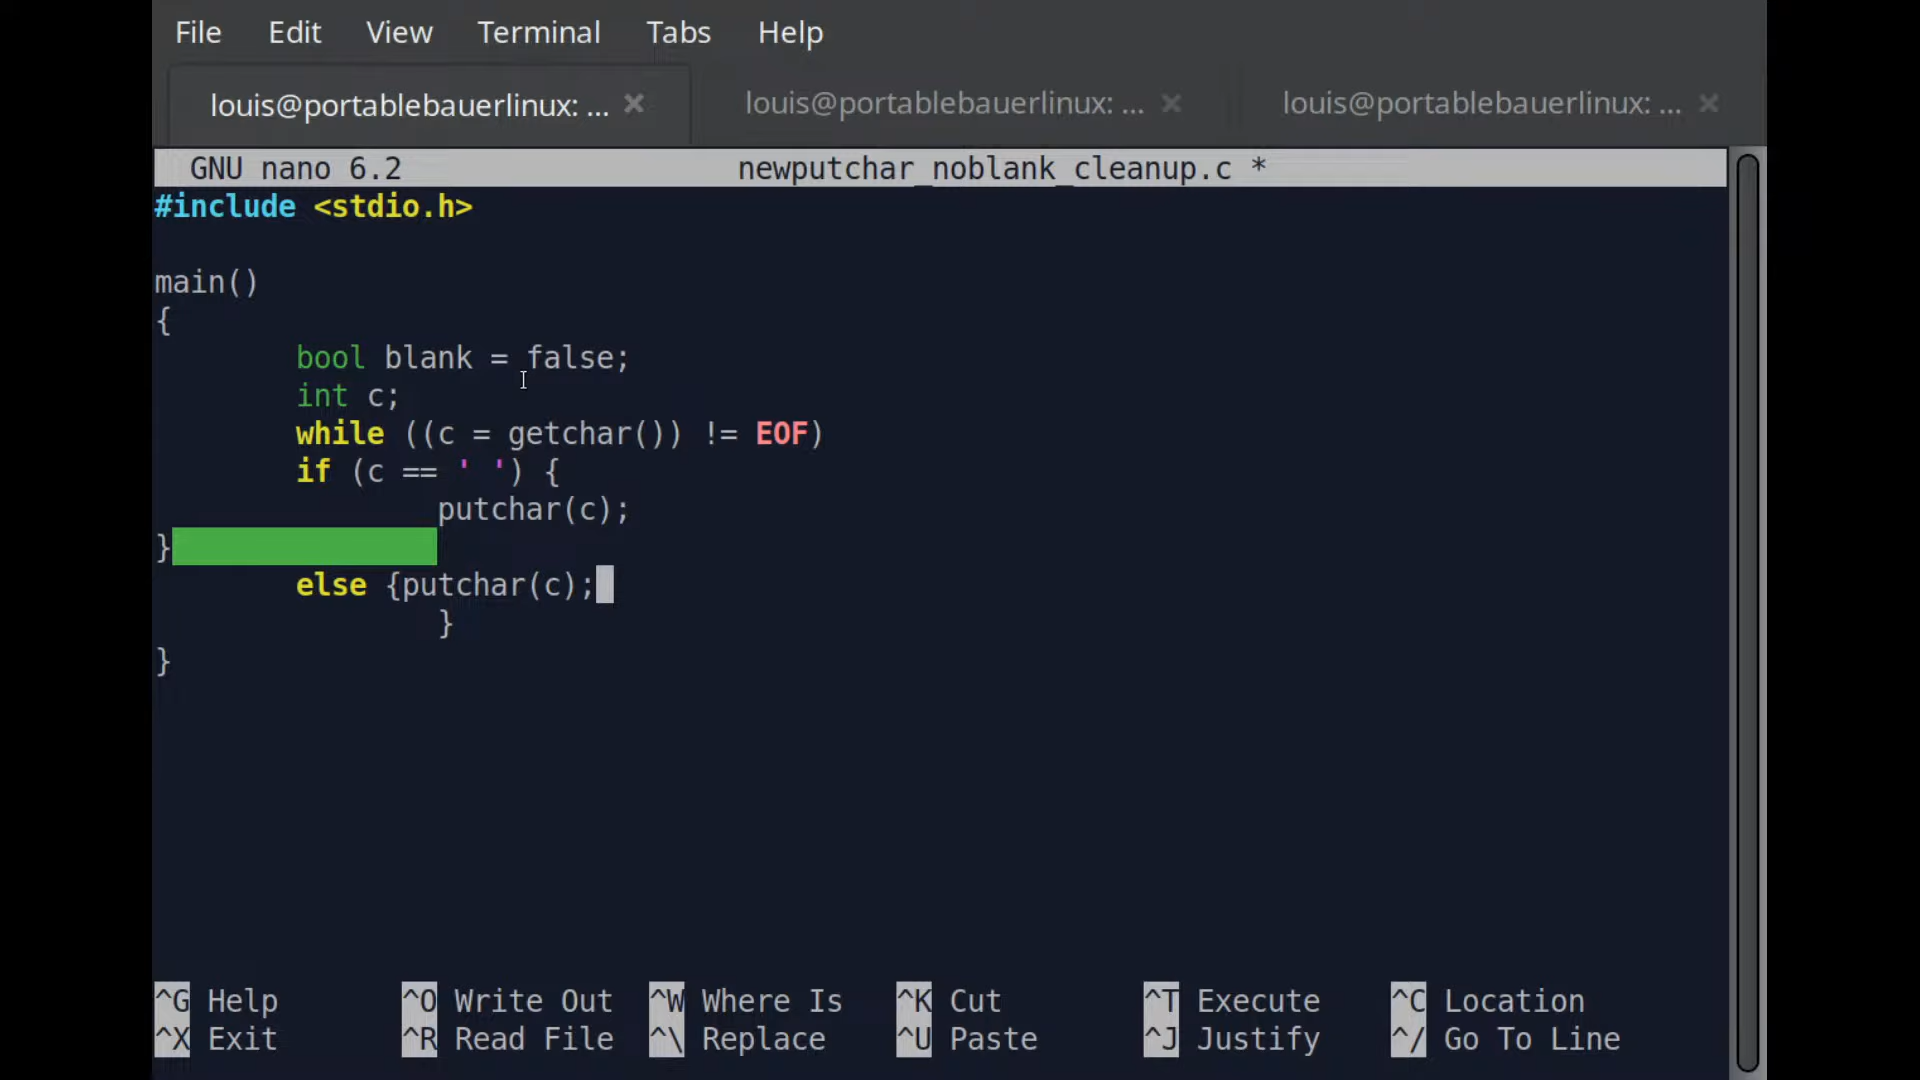 File Edit View Terminal Tabs Help
louis@portablebauerlinux: ... × louis@portablebauerlinux: ... × louis@portablebauerlinux: ... ×
GNU nano 6.2 newputchar_noblank_cleanup.c *
#include <stdio.h>
main()
{
        bool blank = false;
        int c;
        while ((c = getchar()) != EOF)
        if (c == ' ') {
                putchar(c);
}
        else {putchar(c);
                }
}
^G Help ^O Write Out ^W Where Is ^K Cut ^T Execute ^C Location
^X Exit ^R Read File ^\ Replace ^U Paste ^J Justify ^/ Go To Line